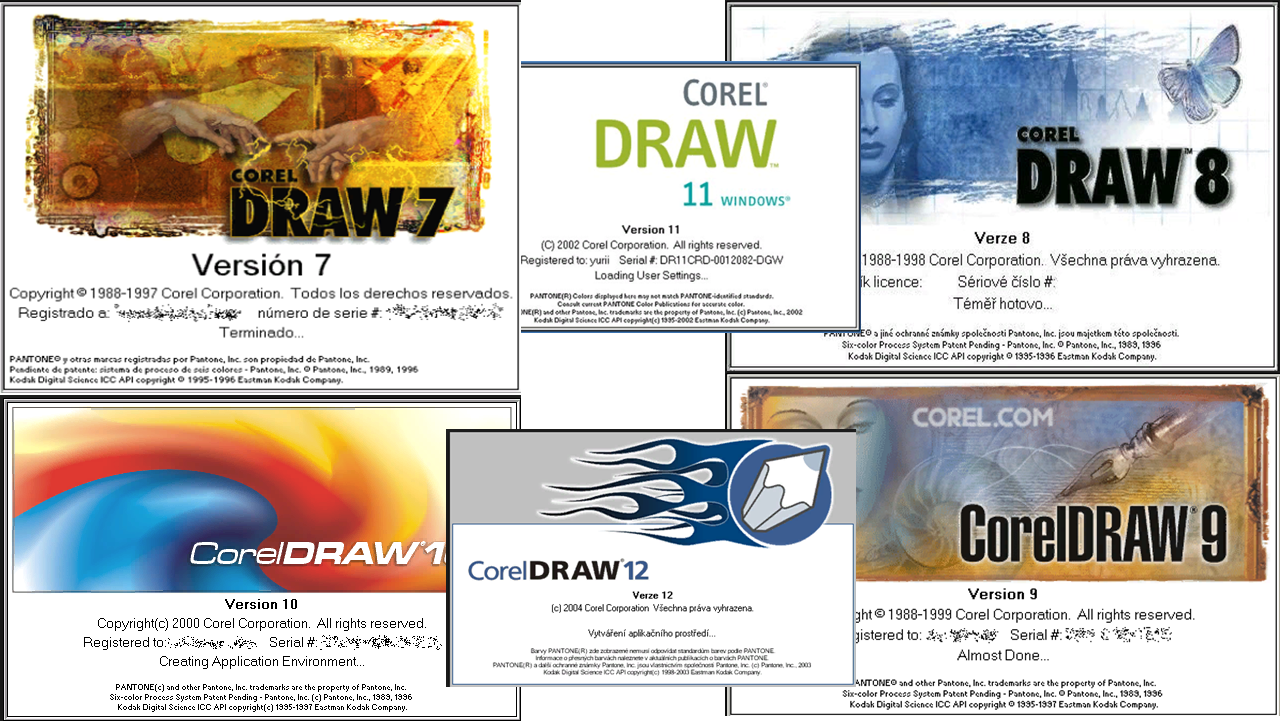 COREL
DRAW 7
Versión 7
Copyright © 1988-1997 Corel Corporation. Todos los derechos reservados.
Registrado a: número de serie #:
Terminado...
PANTONE® y otras marcas registradas por Pantone, Inc. son propiedad de Pantone, Inc.
Pendiente de patente: sistema de proceso de seis colores - Pantone, Inc. © Pantone, Inc., 1989, 1996
Kodak Digital Science ICC API copyright © 1995-1996 Eastman Kodak Company.
COREL®
DRAW™
11 WINDOWS®
Version 11
(C) 2002 Corel Corporation. All rights reserved.
Registered to: yurii Serial #: DR11CRD-0012082-DGW
Loading User Settings...
PANTONE(R) Colors displayed here may not match PANTONE-identified standards.
Consult current PANTONE Color Publications for accurate color.
NE(R) and other Pantone, Inc. trademarks are the property of Pantone, Inc. (c) Pantone, Inc., 2002
Kodak Digital Science ICC API copyright(c) 1995-2002 Eastman Kodak Company.
COREL
DRAW™ 8
Verze 8
1988-1998 Corel Corporation. Všechna práva vyhrazena.
ík licence: Sériové číslo #:
Téměř hotovo...
PANTONE® a jiné ochranné známky společnosti Pantone, Inc. jsou majetkem této společnosti.
Six-color Process System Patent Pending - Pantone, Inc. © Pantone, Inc., 1989, 1996
Kodak Digital Science ICC API copyright © 1995-1996 Eastman Kodak Company.
CorelDRAW® 1
Version 10
Copyright(c) 2000 Corel Corporation. All rights reserved.
Registered to: Serial #:
Creating Application Environment...
PANTONE(c) and other Pantone, Inc. trademarks are the property of Pantone, Inc.
Six-color Process System Patent Pending - Pantone, Inc. (c) Pantone, Inc., 1989, 1996
Kodak Digital Science ICC API copyright(c) 1995-1997 Eastman Kodak Company.
CorelDRAW® 12
Verze 12
(c) 2004 Corel Corporation Všechna práva vyhrazena.
Vytváření aplikačního prostředí...
Barvy PANTONE(R) zde zobrazené nemusí odpovídat standardům barev podle PANTONE.
Informace o přesných barvách naleznete v aktuálních publikacích o barvách PANTONE.
PANTONE(R) a další ochranné známky Pantone, Inc. jsou vlastnictvím společnosti Pantone, Inc. (c) Pantone, Inc., 2003
Kodak Digital Science ICC API copyright(c) 1998-2003 Eastman Kodak Company.
COREL.COM
CorelDRAW® 9
Version 9
ght © 1988-1999 Corel Corporation. All rights reserved.
gistered to: Serial #:
Almost Done...
ANTONE® and other Pantone, Inc. trademarks are the property of Pantone, Inc.
Six-color Process System Patent Pending - Pantone, Inc. © Pantone, Inc., 1989, 1996
Kodak Digital Science ICC API copyright © 1995-1997 Eastman Kodak Company.